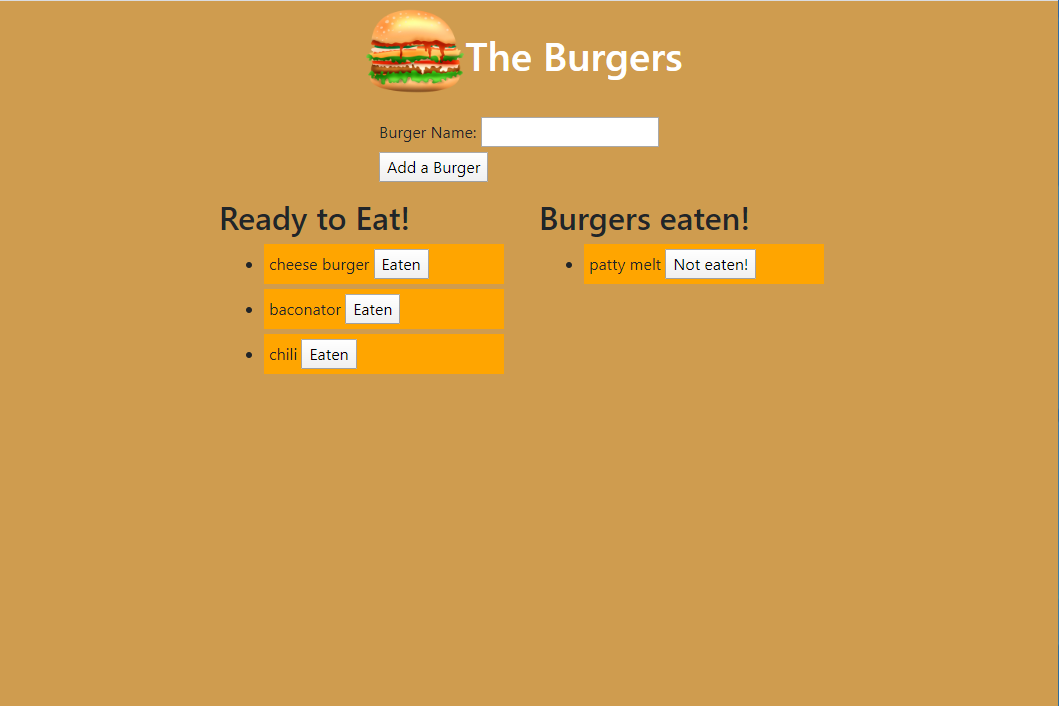 The Burgers
Burger Name:
Add a Burger
Ready to Eat!
cheese burger Eaten
baconator Eaten
chili Eaten
Burgers eaten!
patty melt Not eaten!